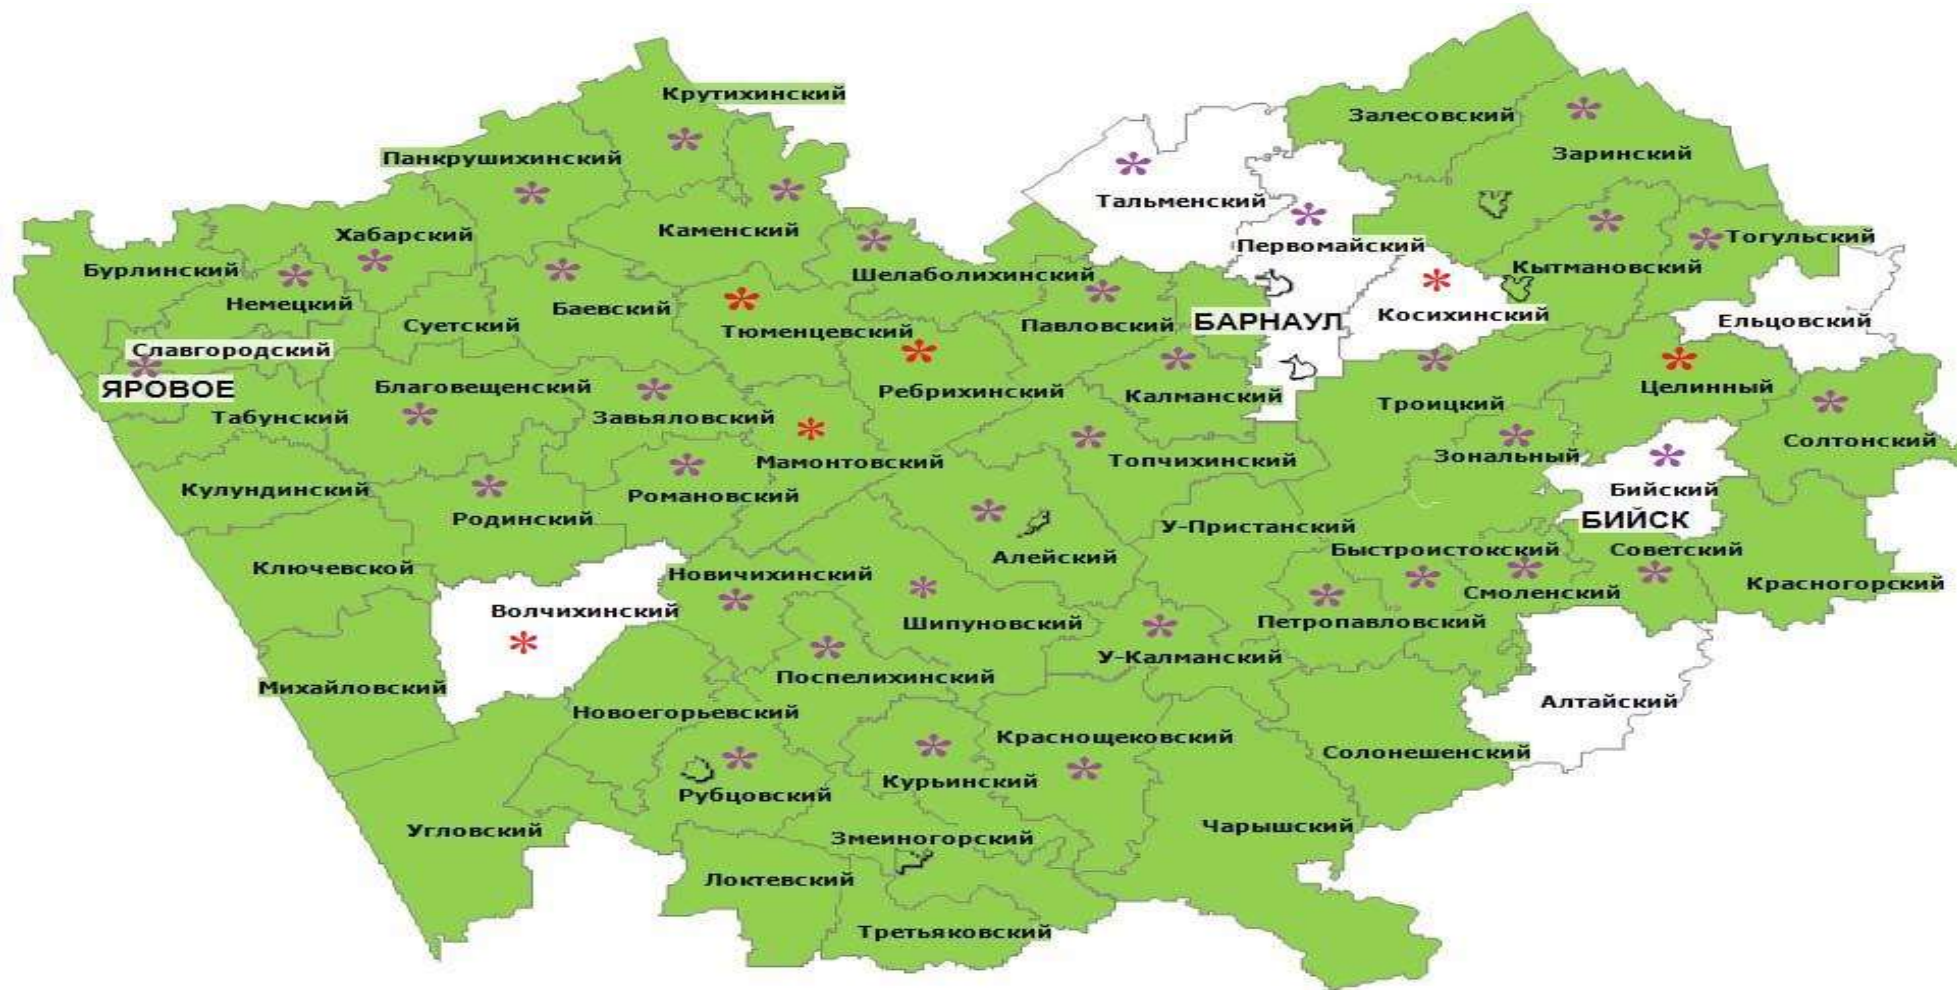 Крутихинский
Залесовский
Панкрушихинский
Заринский
Тальменский
Каменский
Хабарский
Тогульский
Первомайский
Бурлинский
Шелаболихинский
Кытмановский
Немецкий
Баевский
Косихинский
БАРНАУЛ
Ельцовский
Суетский
Тюменцевский
Павловский
Славгородский
ЯРОВОЕ
Благовещенский
Целинный
Ребрихинский
Калманский
Троицкий
Табунский
Завьяловский
Солтонский
Зональный
Мамонтовский
Топчихинский
Кулундинский
Романовский
Бийский
БИЙСК
Родинский
У-Пристанский
Быстроистокский
Советский
Алейский
Ключевской
Новичихинский
Красногорский
Смоленский
Волчихинский
Шипуновский
Петропавловский
У-Калманский
Поспелихинский
Михайловский
Алтайский
Новоегорьевский
Краснощековский
Солонешенский
Курьинский
Рубцовский
Чарышский
Угловский
Змеиногорский
Локтевский
Третьяковский